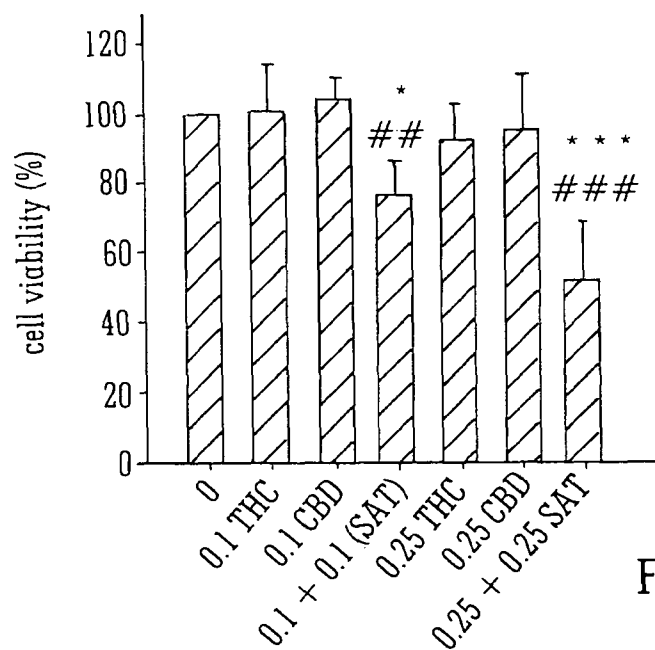 cell viability (%)
120
100
80
60
40
20
0
*
##
* * *
###
0
0.1 THC
0.1 CBD
0.1 + 0.1 (SAT)
0.25 THC
0.25 CBD
0.25 + 0.25 SAT
F